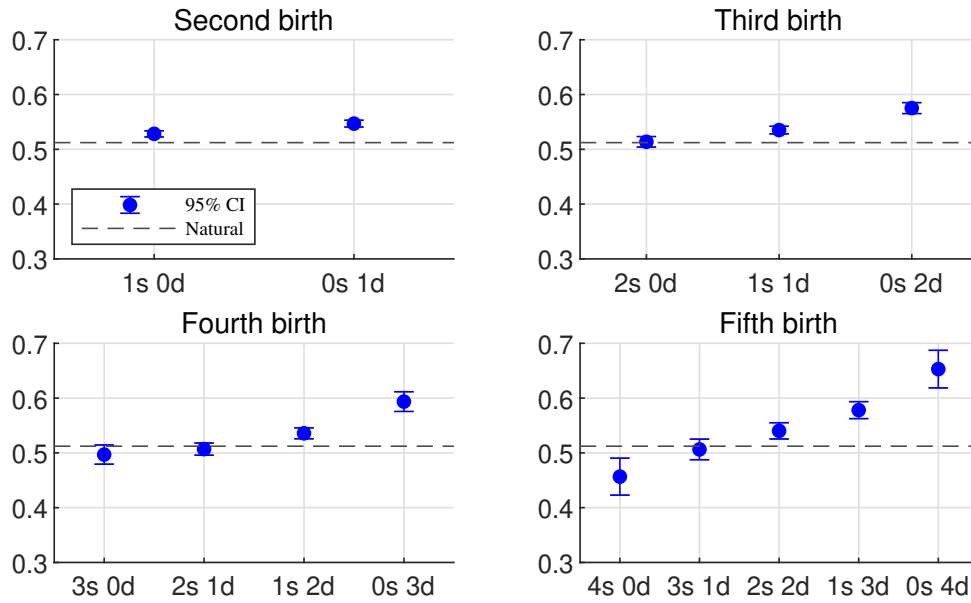 Second birth
0.7
0.6
0.5
0.4
0.3
95% CI
Natural
1s 0d 0s 1d
Third birth
0.7
0.6
0.5
0.4
0.3
2s 0d 1s 1d 0s 2d
Fourth birth
0.7
0.6
0.5
0.4
0.3
3s 0d 2s 1d 1s 2d 0s 3d
Fifth birth
0.7
0.6
0.5
0.4
0.3
4s 0d 3s 1d 2s 2d 1s 3d 0s 4d